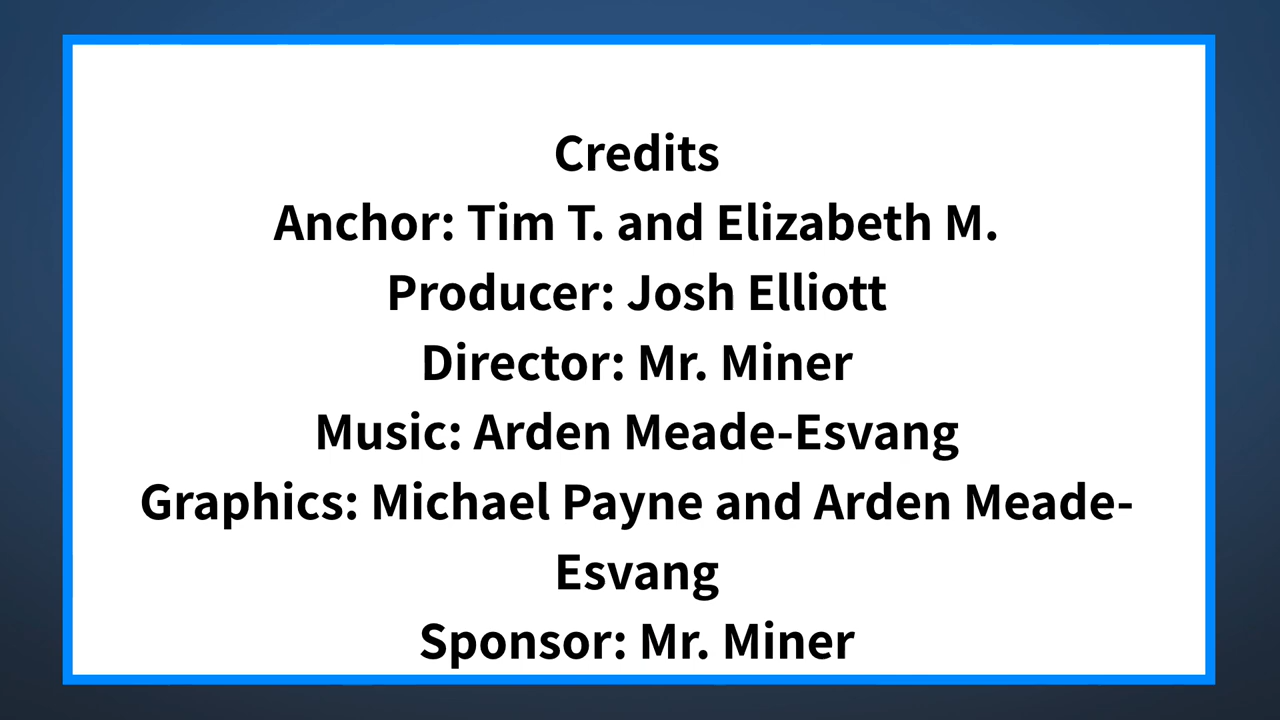 Credits
Anchor: Tim T. and Elizabeth M.
Producer: Josh Elliott
Director: Mr. Miner
Music: Arden Meade-Esvang
Graphics: Michael Payne and Arden Meade-
Esvang
Sponsor: Mr. Miner